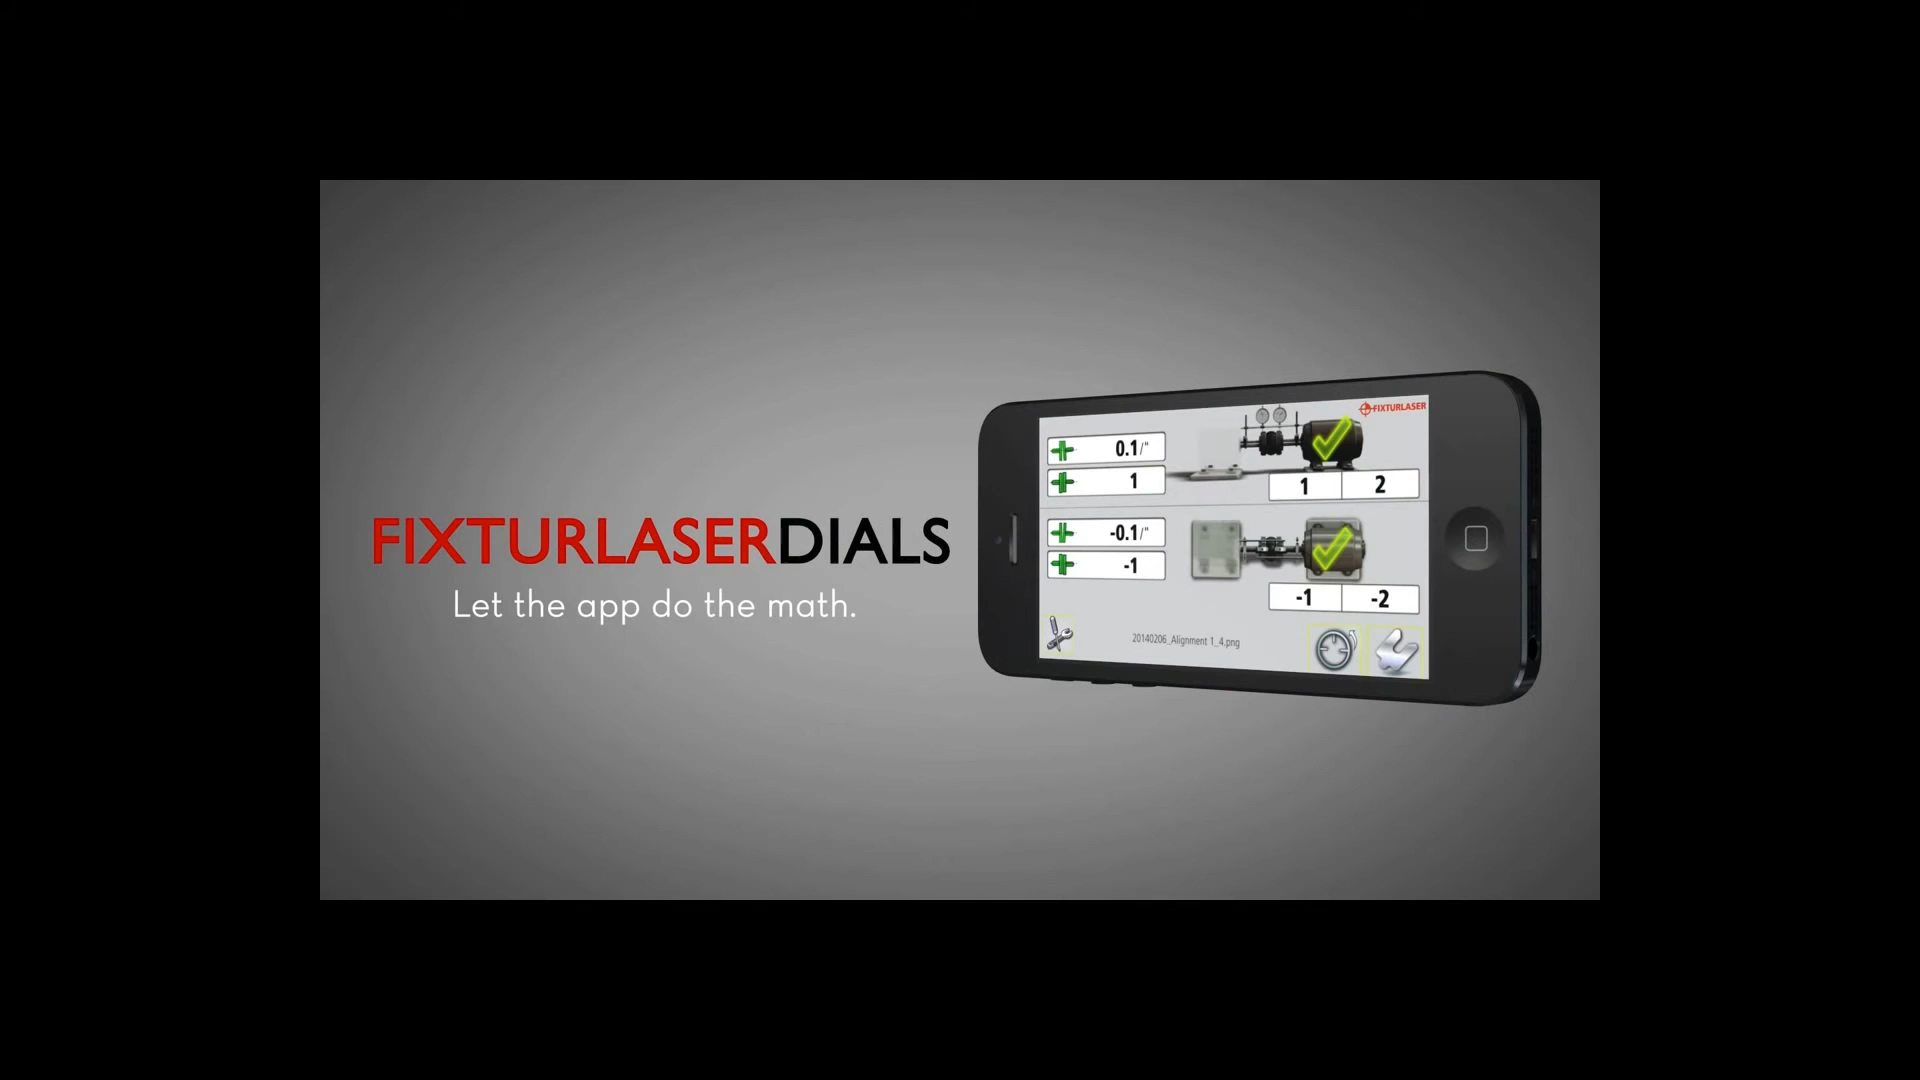 FIXTURLASERDIALS
Let the app do the math.
FIXTURLASER
0.1/"
1
1 2
-0.1/"
-1
-1 -2
20140206_Alignment 1_4.png